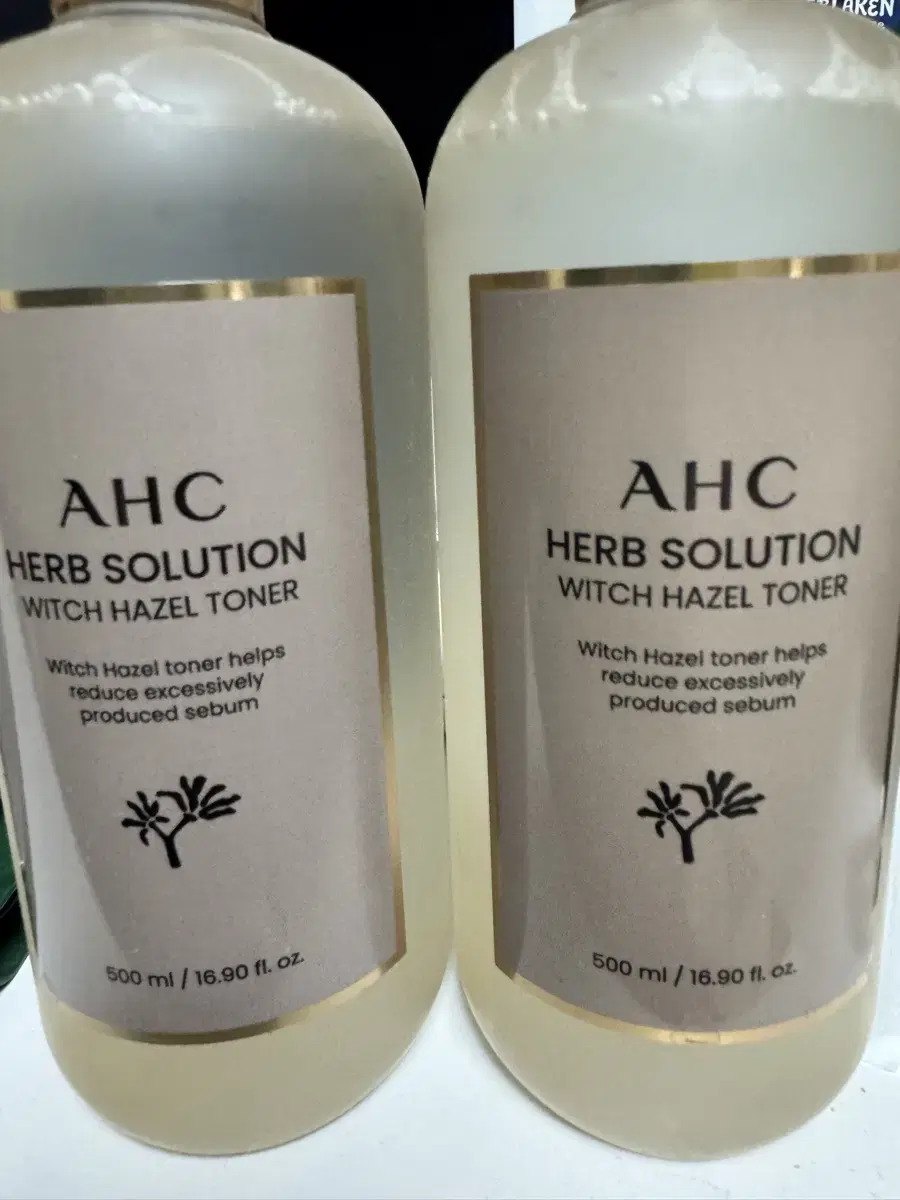 AHC
HERB SOLUTION
WITCH HAZEL TONER
Witch Hazel toner helps
reduce excessively
produced sebum
500 ml / 16.90 fl. oz.
AHC
HERB SOLUTION
WITCH HAZEL TONER
Witch Hazel toner helps
reduce excessively
produced sebum
500 ml / 16.90 fl. oz.